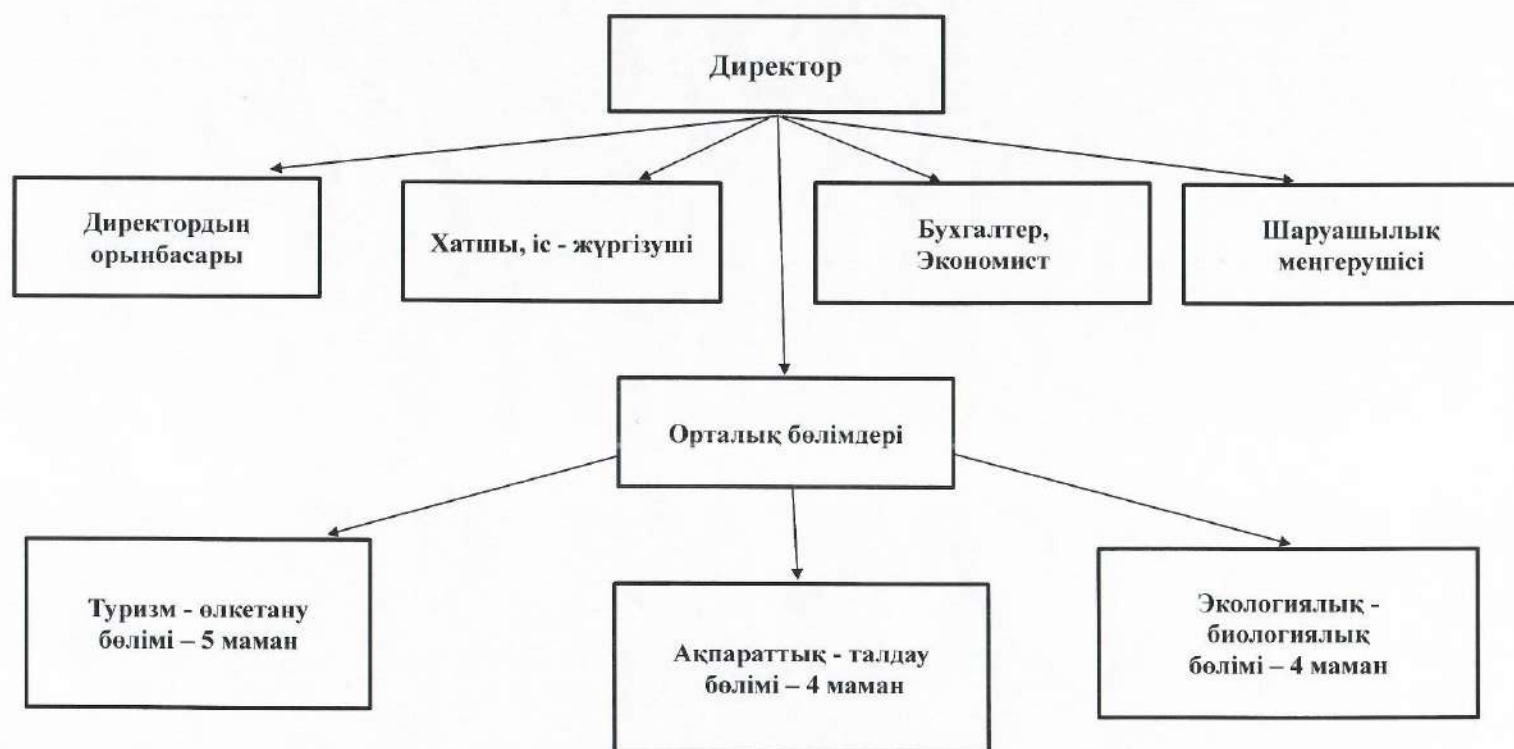 Директор
Директордың
орынбасары
Хатшы, іс - жүргізуші
Бухгалтер,
Экономист
Шаруашылық
меңгерушісі
Орталық бөлімдері
Туризм - өлкетану
бөлімі – 5 маман
Ақпараттық - талдау
бөлімі – 4 маман
Экологиялық -
биологиялық
бөлімі – 4 маман